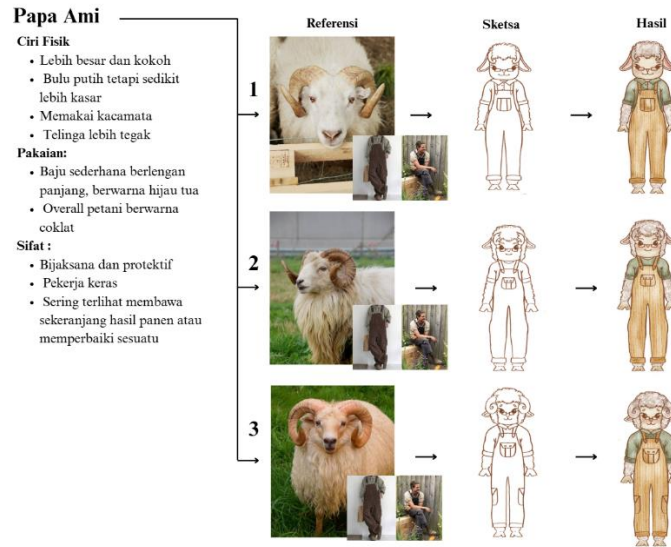 Papa Ami
Ciri Fisik
• Lebih besar dan kokoh
• Bulu putih tetapi sedikit
lebih kasar
• Memakai kacamata
• Telinga lebih tegak
Pakaian:
• Baju sederhana berlengan
panjang, berwarna hijau tua
• Overall petani berwarna
coklat
Sifat :
• Bijaksana dan protektif
• Pekerja keras
• Sering terlihat membawa
sekeranjang hasil panen atau
memperbaiki sesuatu
Referensi
Sketsa
Hasil
1
2
3